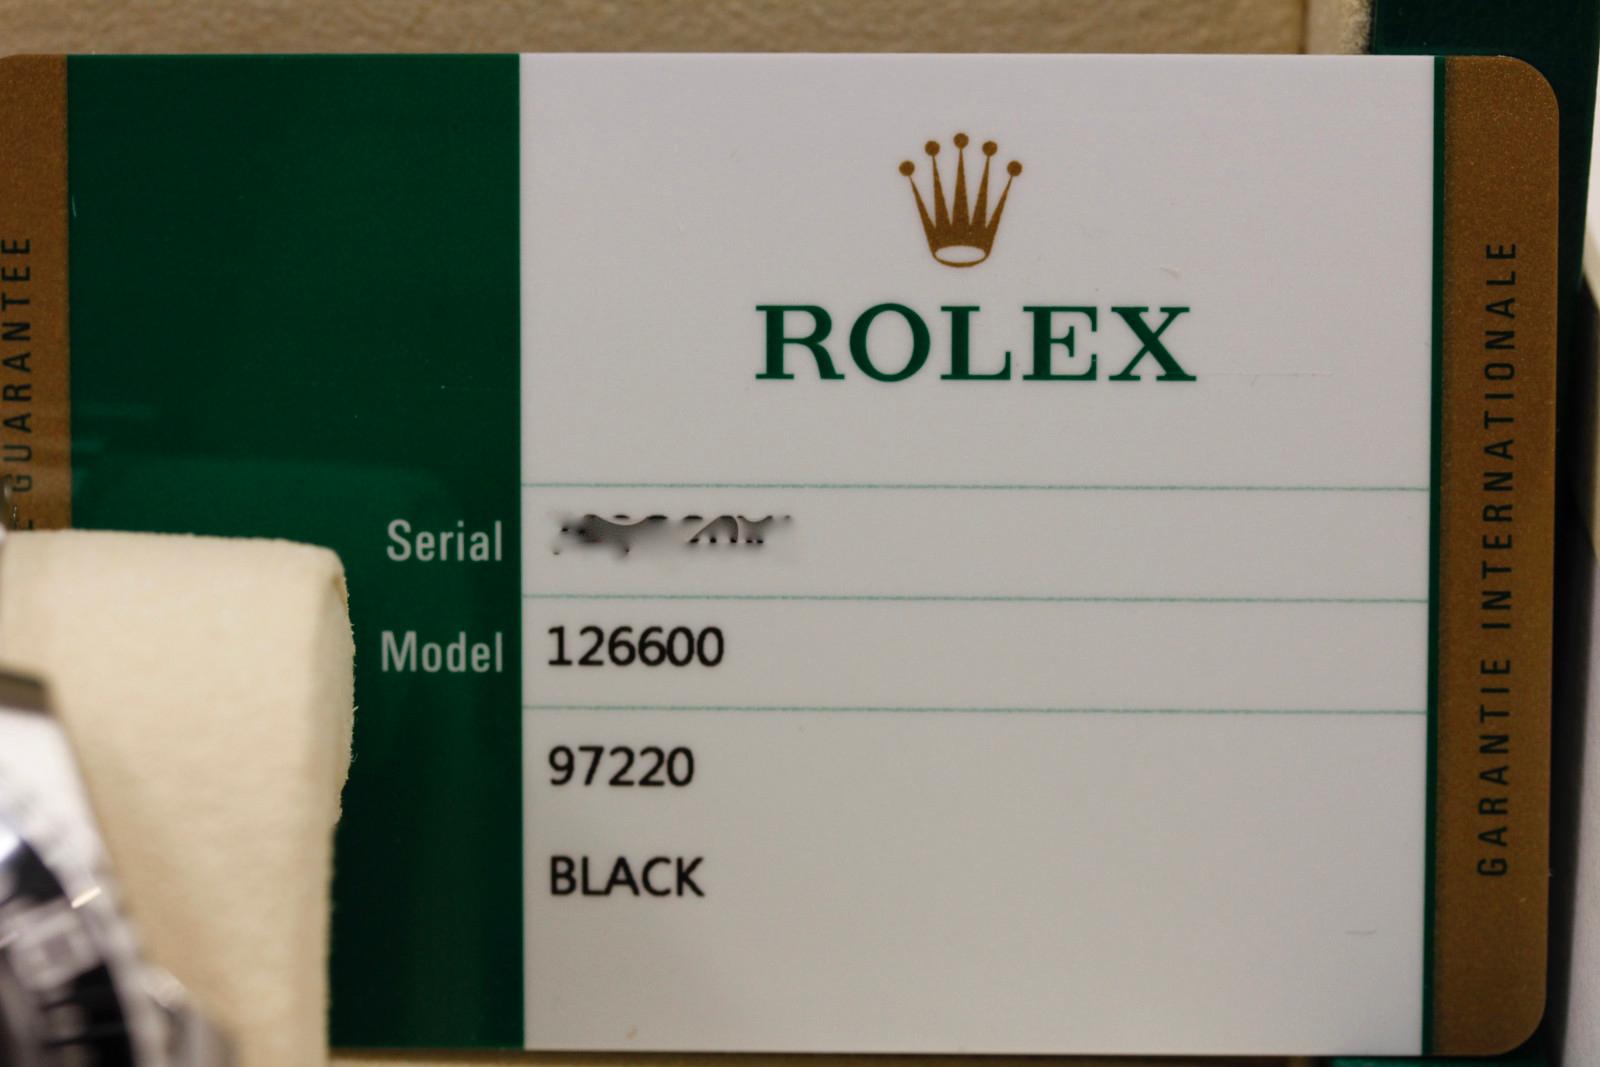 ROLEX
Serial
Model 126600
97220
BLACK
GUARANTEE
GARANTIE INTERNATIONALE